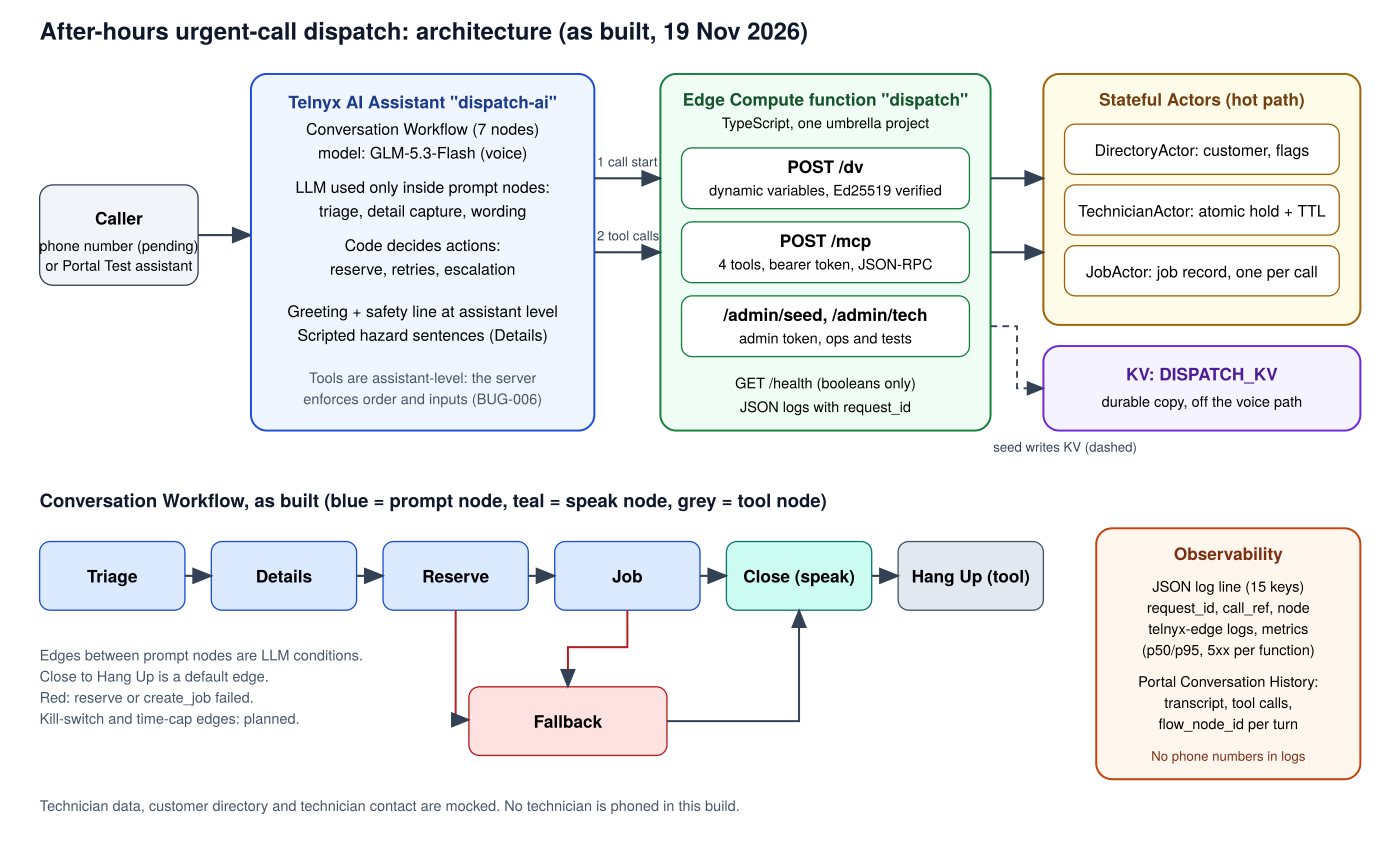 After-hours urgent-call dispatch: architecture (as built, 19 Nov 2026)
Caller
phone number (pending)
or Portal Test assistant
Telnyx AI Assistant "dispatch-ai"
Conversation Workflow (7 nodes)
model: GLM-5.3-Flash (voice)
LLM used only inside prompt nodes:
triage, detail capture, wording
Code decides actions:
reserve, retries, escalation
Greeting + safety line at assistant level
Scripted hazard sentences (Details)
Tools are assistant-level: the server
enforces order and inputs (BUG-006)
1 call start
2 tool calls
Edge Compute function "dispatch"
TypeScript, one umbrella project
POST /dv
dynamic variables, Ed25519 verified
POST /mcp
4 tools, bearer token, JSON-RPC
/admin/seed, /admin/tech
admin token, ops and tests
GET /health (booleans only)
JSON logs with request_id
Stateful Actors (hot path)
DirectoryActor: customer, flags
TechnicianActor: atomic hold + TTL
JobActor: job record, one per call
KV: DISPATCH_KV
durable copy, off the voice path
seed writes KV (dashed)
Conversation Workflow, as built (blue = prompt node, teal = speak node, grey = tool node)
Triage
Details
Reserve
Job
Close (speak)
Hang Up (tool)
Edges between prompt nodes are LLM conditions.
Close to Hang Up is a default edge.
Red: reserve or create_job failed.
Kill-switch and time-cap edges: planned.
Fallback
Observability
JSON log line (15 keys)
request_id, call_ref, node
telnyx-edge logs, metrics
(p50/p95, 5xx per function)
Portal Conversation History:
transcript, tool calls,
flow_node_id per turn
No phone numbers in logs
Technician data, customer directory and technician contact are mocked. No technician is phoned in this build.